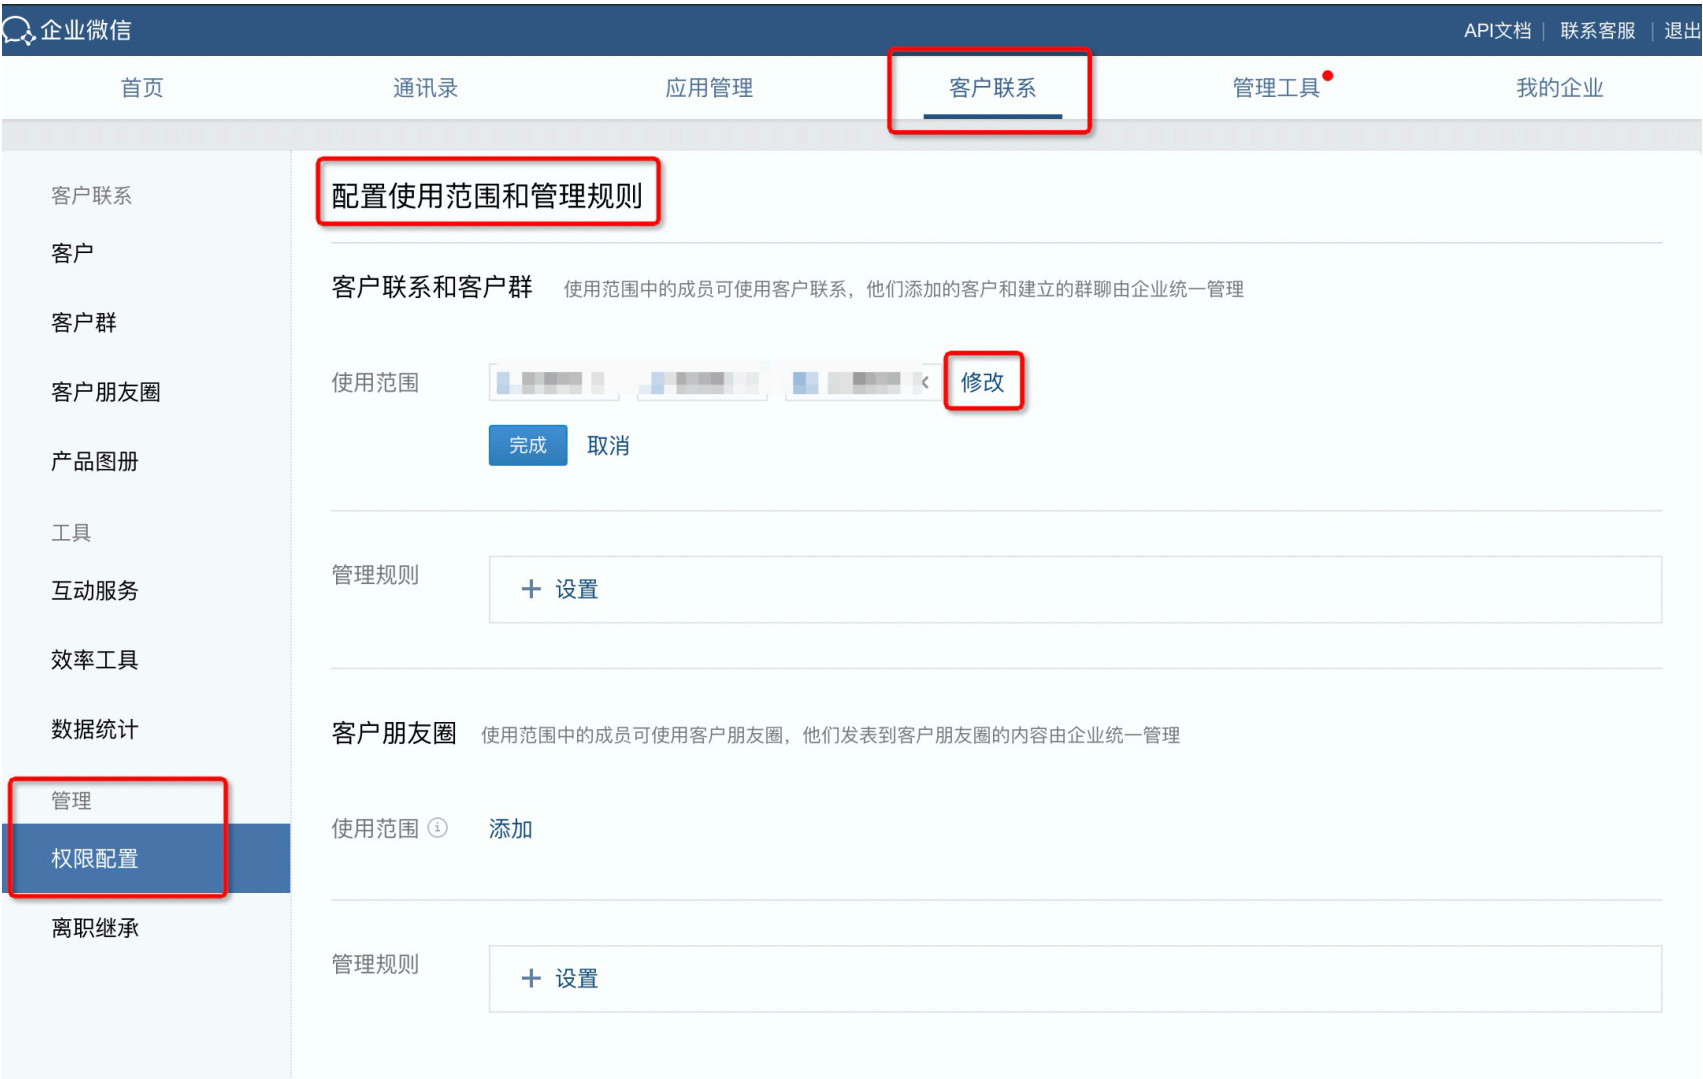 企业微信
API文档 | 联系客服 | 退出
首页 通讯录 应用管理 客户联系 管理工具 我的企业
客户联系
客户
客户群
客户朋友圈
产品图册
工具
互动服务
效率工具
数据统计
管理
权限配置
离职继承
配置使用范围和管理规则
客户联系和客户群 使用范围中的成员可使用客户联系，他们添加的客户和建立的群聊由企业统一管理
使用范围 修改
完成 取消
管理规则 + 设置
客户朋友圈 使用范围中的成员可使用客户朋友圈，他们发表到客户朋友圈的内容由企业统一管理
使用范围 添加
管理规则 + 设置